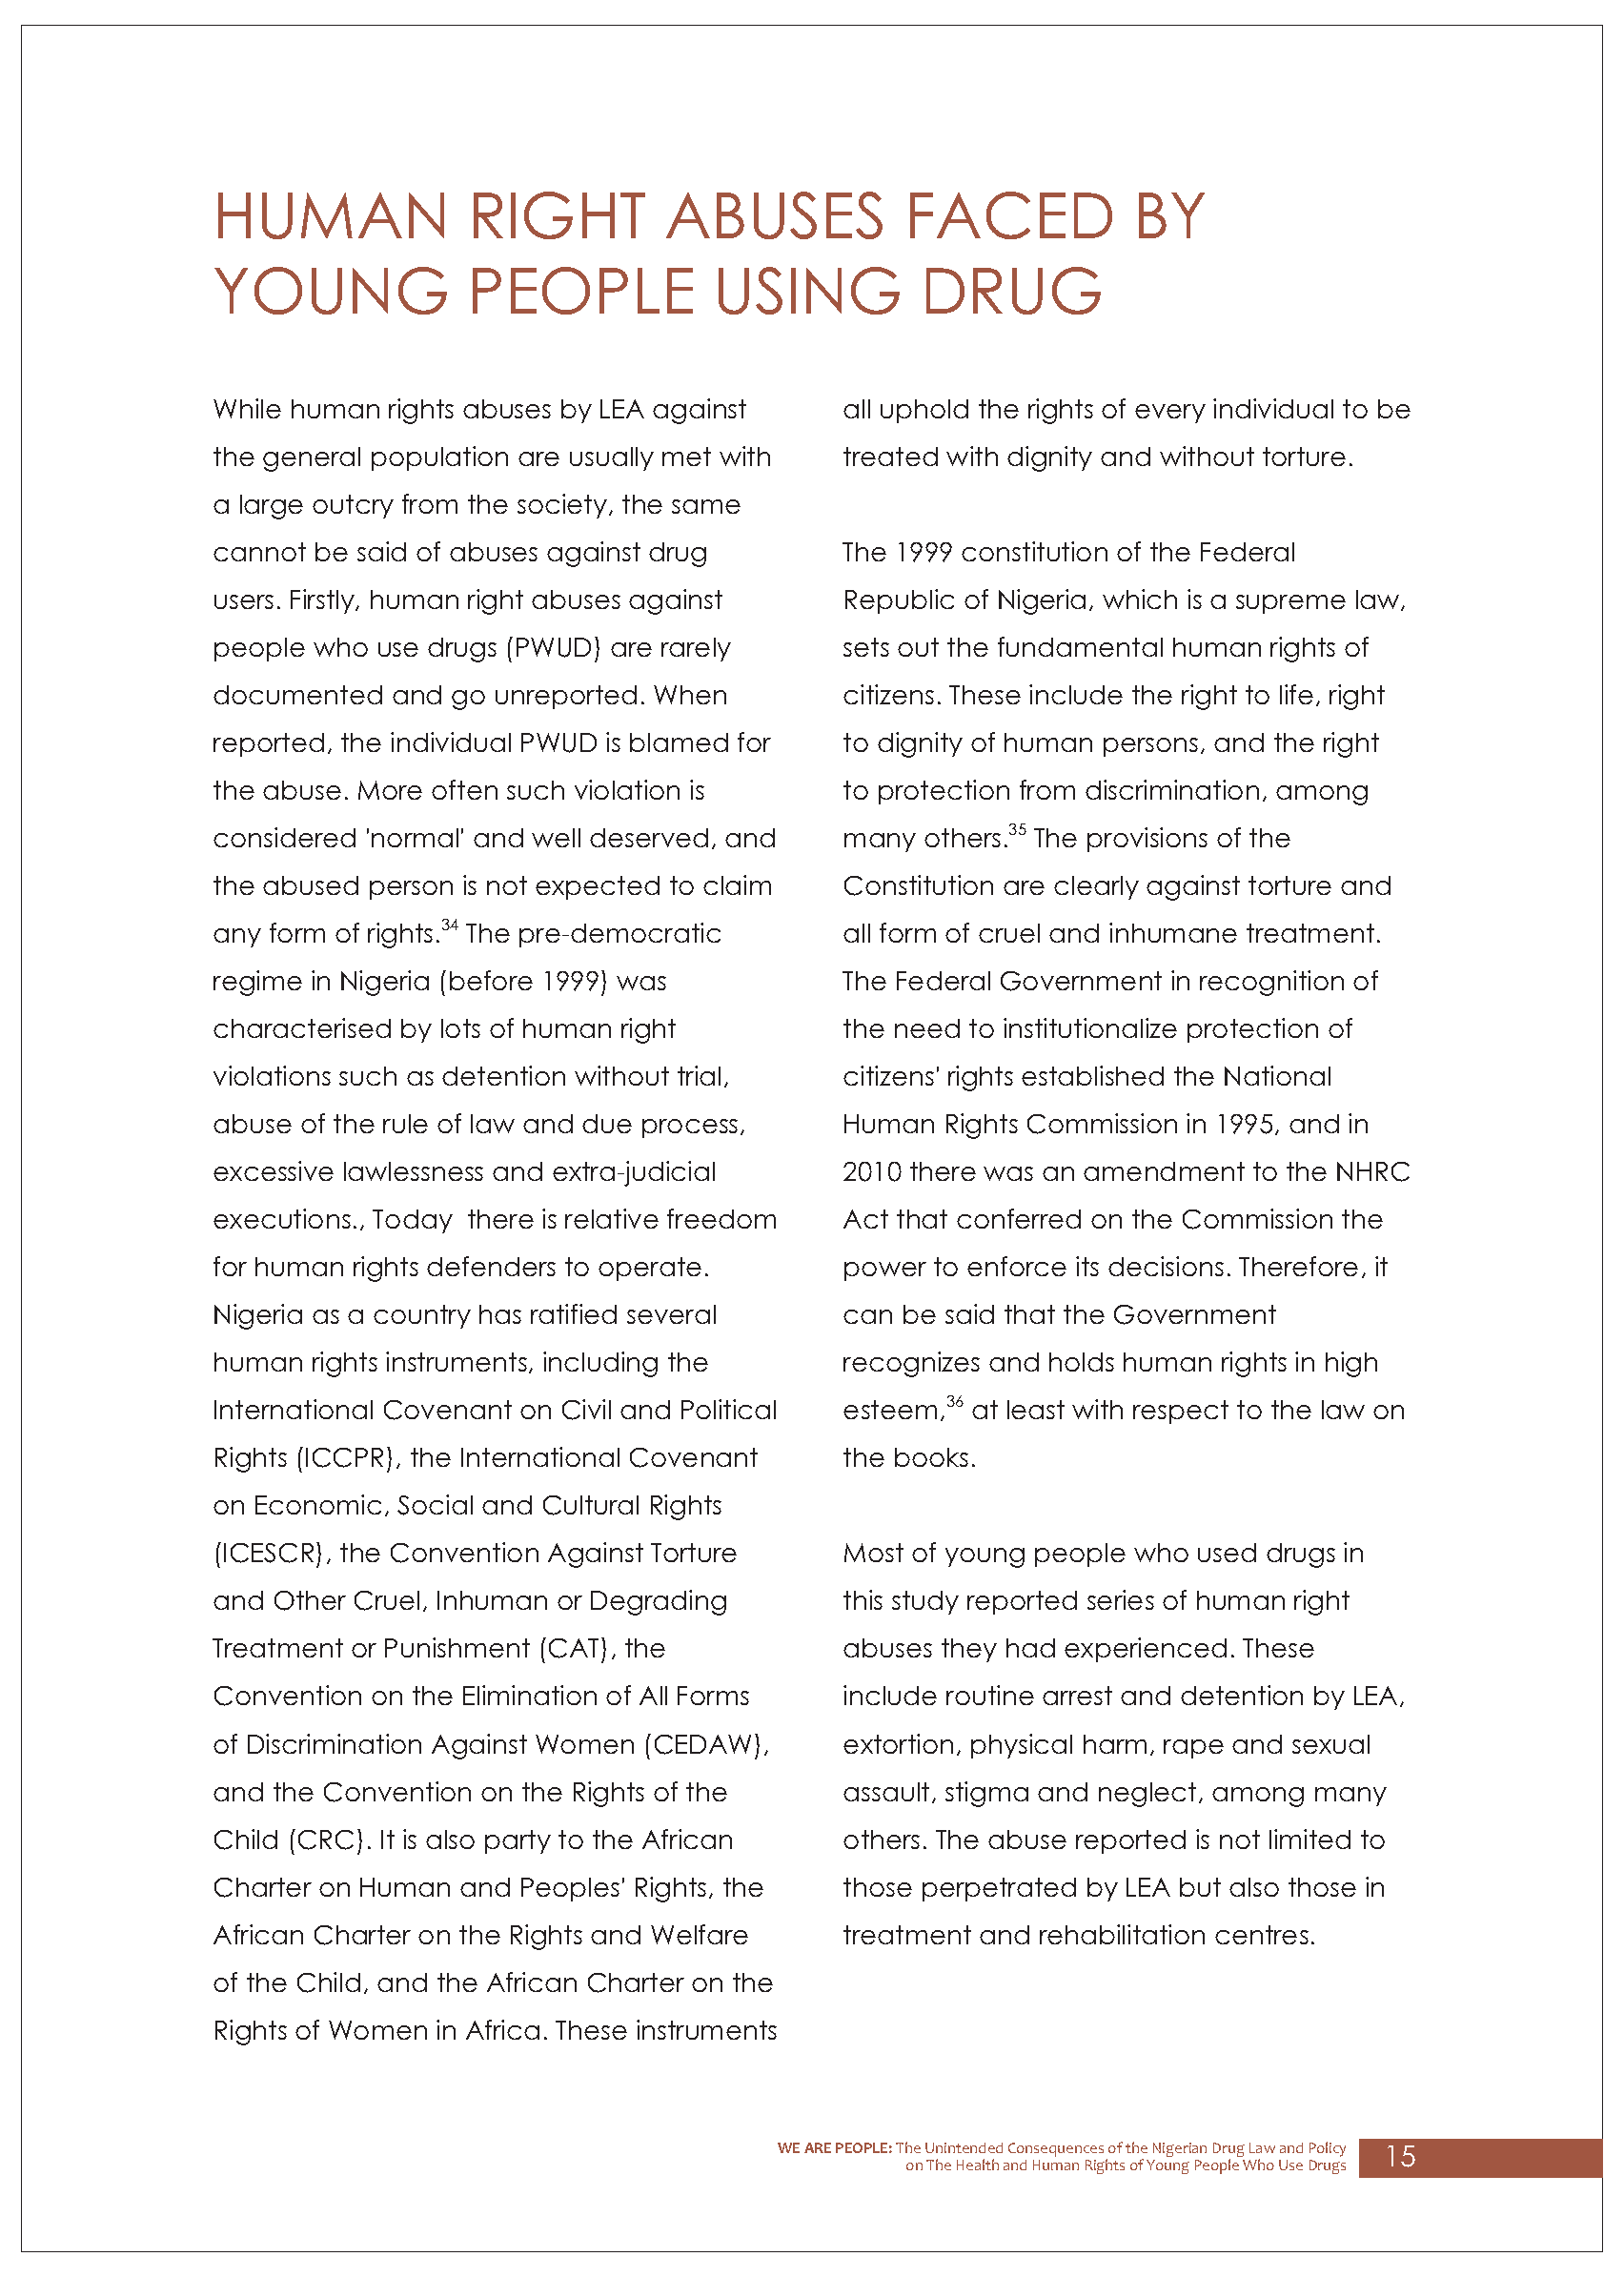 HUMAN RIGHT ABUSES FACED BY
YOUNG PEOPLE USING DRUG
While human rights abuses by LEA against
the general population are usually met with
a large outcry from the society, the same
cannot be said of abuses against drug
users. Firstly, human right abuses against
people who use drugs (PWUD) are rarely
documented and go unreported. When
reported, the individual PWUD is blamed for
the abuse. More often such violation is
considered 'normal' and well deserved, and
the abused person is not expected to claim
any form of rights.34 The pre-democratic
regime in Nigeria (before 1999) was
characterised by lots of human right
violations such as detention without trial,
abuse of the rule of law and due process,
excessive lawlessness and extra-judicial
executions., Today  there is relative freedom
for human rights defenders to operate.
Nigeria as a country has ratified several
human rights instruments, including the
International Covenant on Civil and Political
Rights (ICCPR), the International Covenant
on Economic, Social and Cultural Rights
(ICESCR), the Convention Against Torture
and Other Cruel, Inhuman or Degrading
Treatment or Punishment (CAT), the
Convention on the Elimination of All Forms
of Discrimination Against Women (CEDAW),
and the Convention on the Rights of the
Child (CRC). It is also party to the African
Charter on Human and Peoples' Rights, the
African Charter on the Rights and Welfare
of the Child, and the African Charter on the
Rights of Women in Africa. These instruments
all uphold the rights of every individual to be
treated with dignity and without torture.
The 1999 constitution of the Federal
Republic of Nigeria, which is a supreme law,
sets out the fundamental human rights of
citizens. These include the right to life, right
to dignity of human persons, and the right
to protection from discrimination, among
many others.35 The provisions of the
Constitution are clearly against torture and
all form of cruel and inhumane treatment.
The Federal Government in recognition of
the need to institutionalize protection of
citizens' rights established the National
Human Rights Commission in 1995, and in
2010 there was an amendment to the NHRC
Act that conferred on the Commission the
power to enforce its decisions. Therefore, it
can be said that the Government
recognizes and holds human rights in high
esteem,36 at least with respect to the law on
the books.
Most of young people who used drugs in
this study reported series of human right
abuses they had experienced. These
include routine arrest and detention by LEA,
extortion, physical harm, rape and sexual
assault, stigma and neglect, among many
others. The abuse reported is not limited to
those perpetrated by LEA but also those in
treatment and rehabilitation centres.
WE ARE PEOPLE: The Unintended Consequences of the Nigerian Drug Law and Policy
on The Health and Human Rights of Young People Who Use Drugs
15